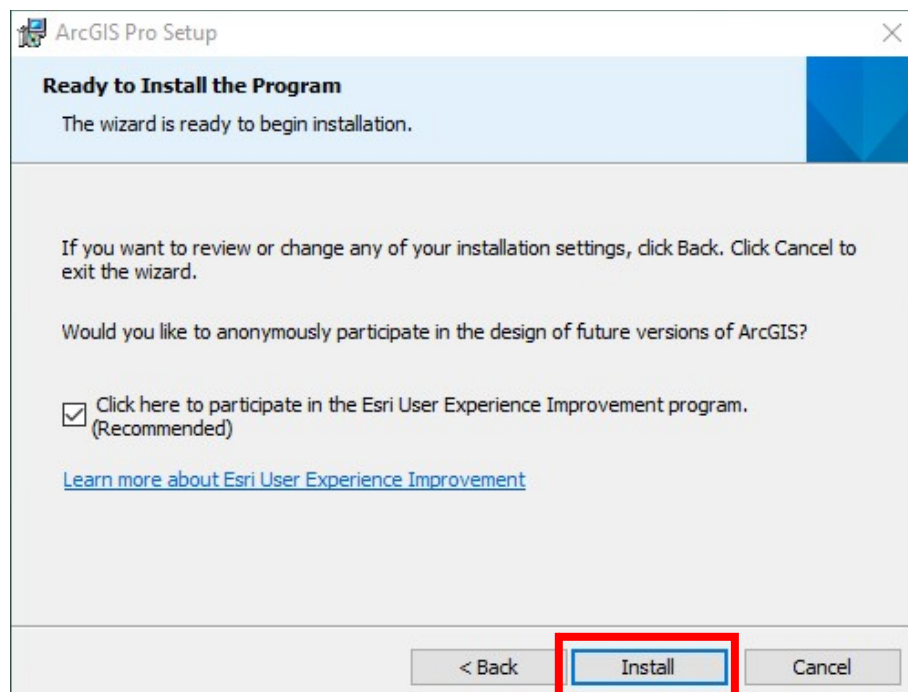 ArcGIS Pro Setup
Ready to Install the Program
The wizard is ready to begin installation.
If you want to review or change any of your installation settings, click Back. Click Cancel to
exit the wizard.
Would you like to anonymously participate in the design of future versions of ArcGIS?
Click here to participate in the Esri User Experience Improvement program.
(Recommended)
Learn more about Esri User Experience Improvement
< Back Install Cancel